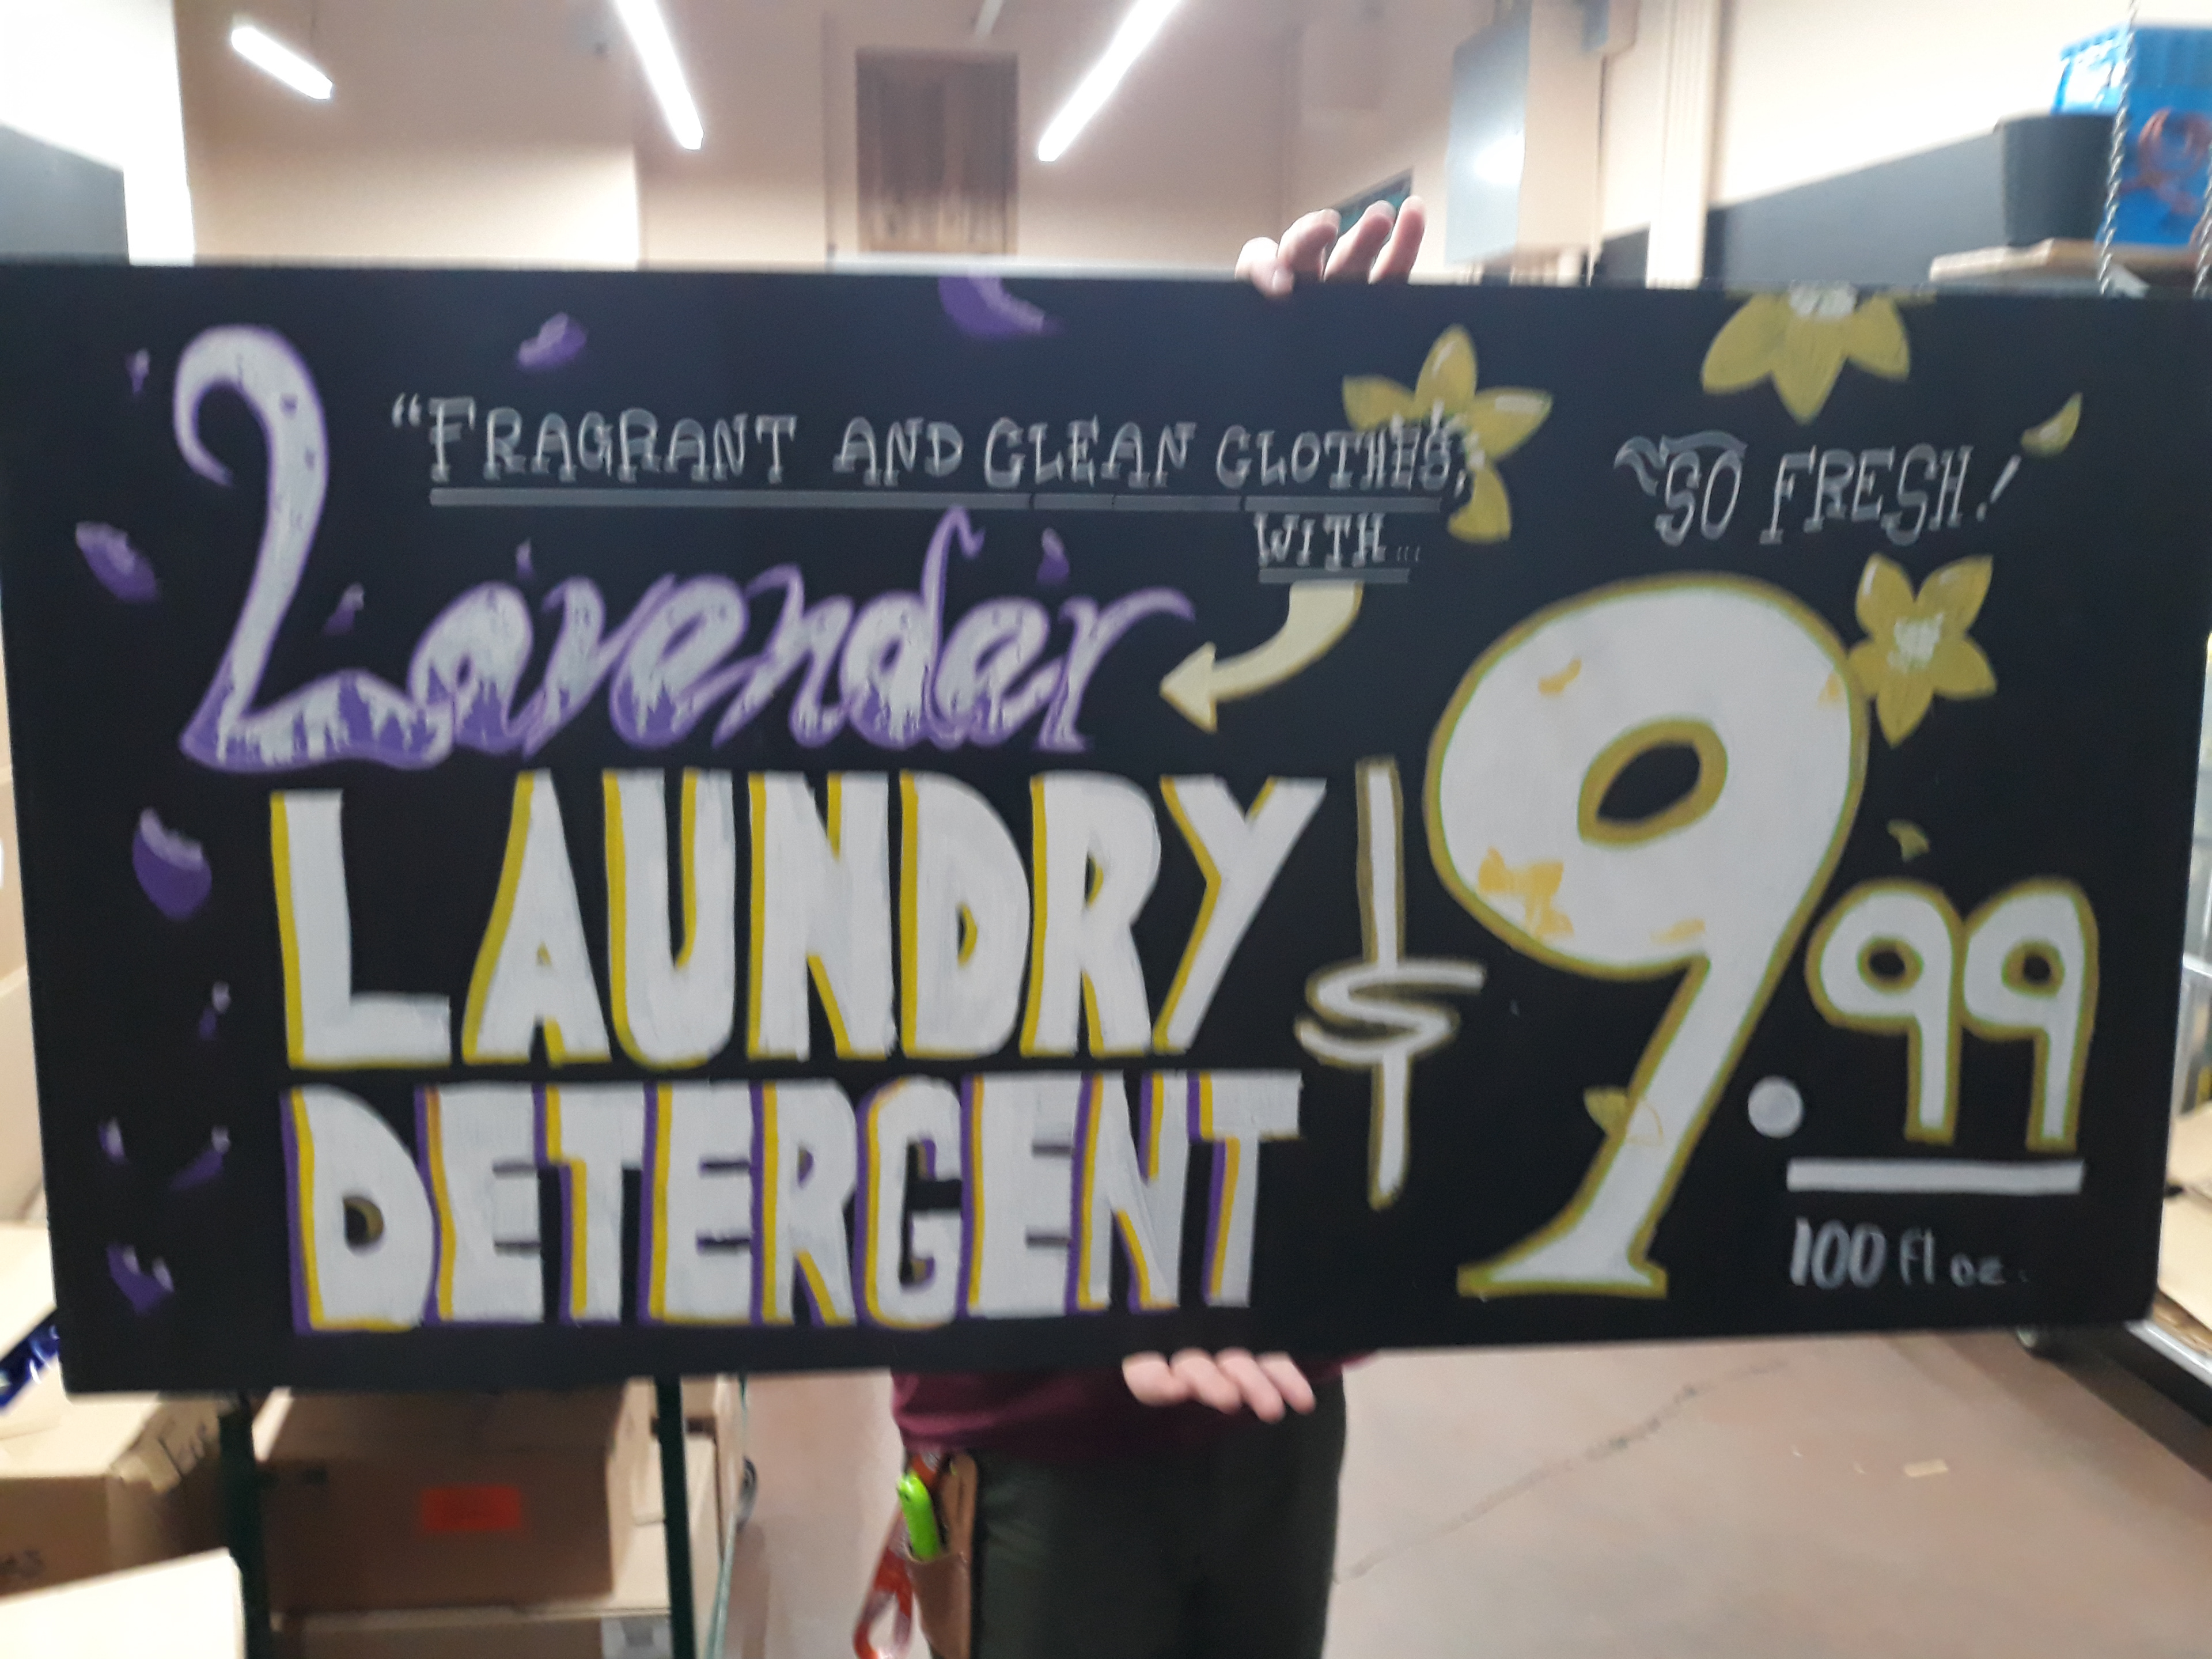 "FRAGRANT AND CLEAN CLOTHES,
WITH...
Lavender
LAUNDRY
DETERGENT
SO FRESH!
$9.99
100 fl oz.